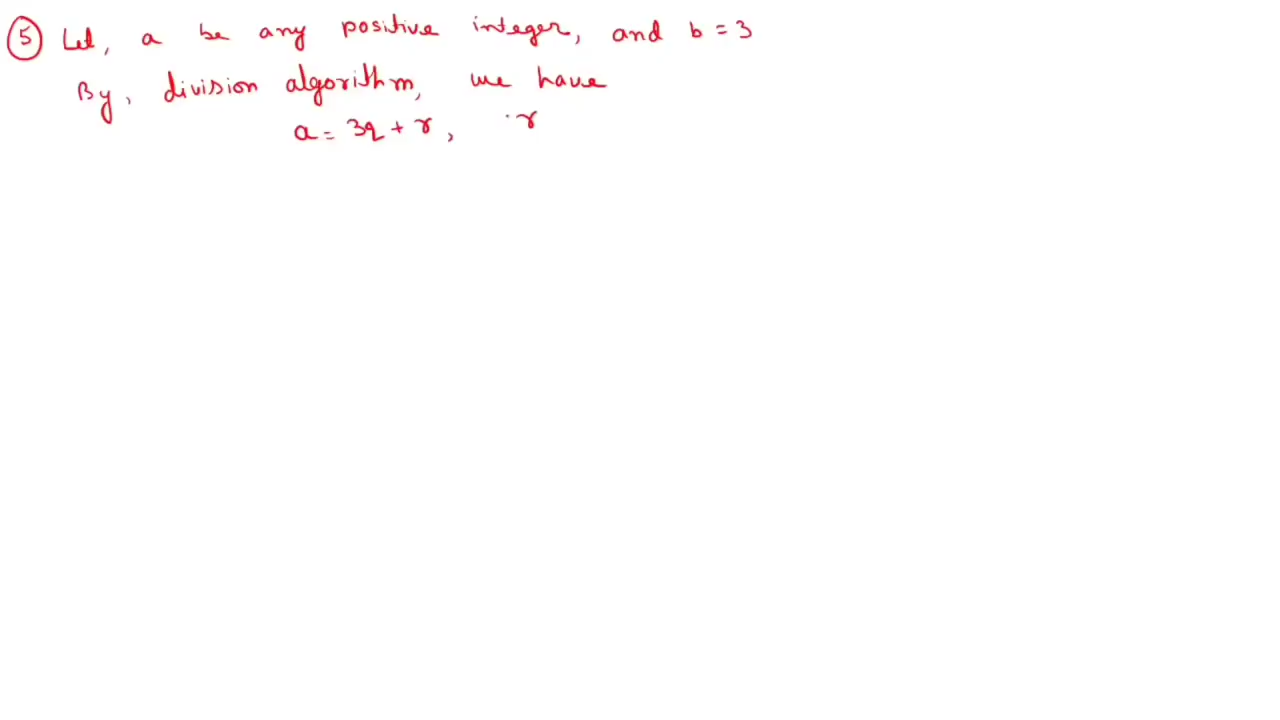 5 Let, a be any positive integer, and b = 3
By, division algorithm, we have
a = 3q + r, r